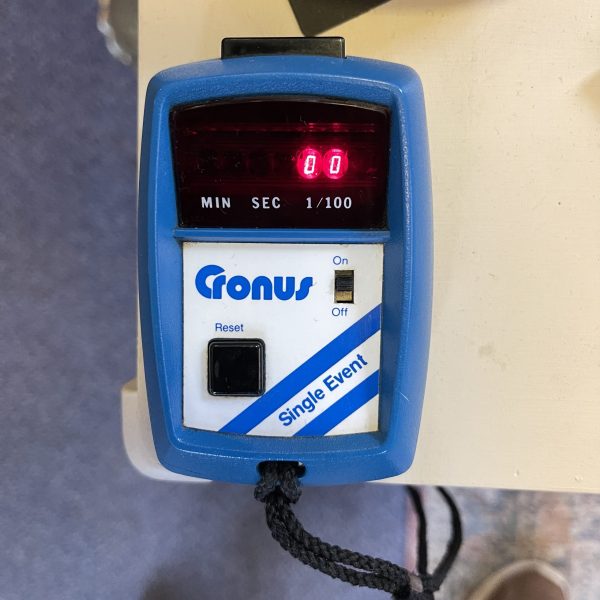 00
MIN SEC 1/100
Cronus
On
Off
Reset
Single Event